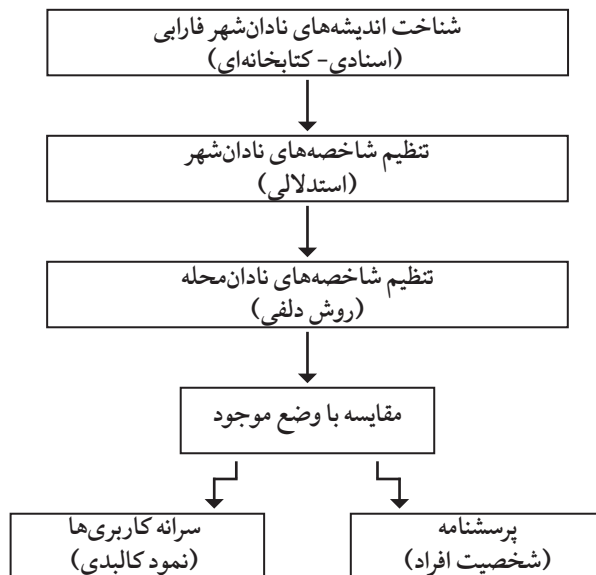 شناخت اندیشه‌های نادان‌شهر فارابی
(اسنادی- کتابخانه‌ای)
تنظیم شاخصه‌های نادان‌شهر
(استدلالی)
تنظیم شاخصه‌های نادان‌محله
(روش دلفی)
مقایسه با وضع موجود
پرسشنامه
(شخصیت افراد)
سرانه کاربری‌ها
(نمود کالبدی)